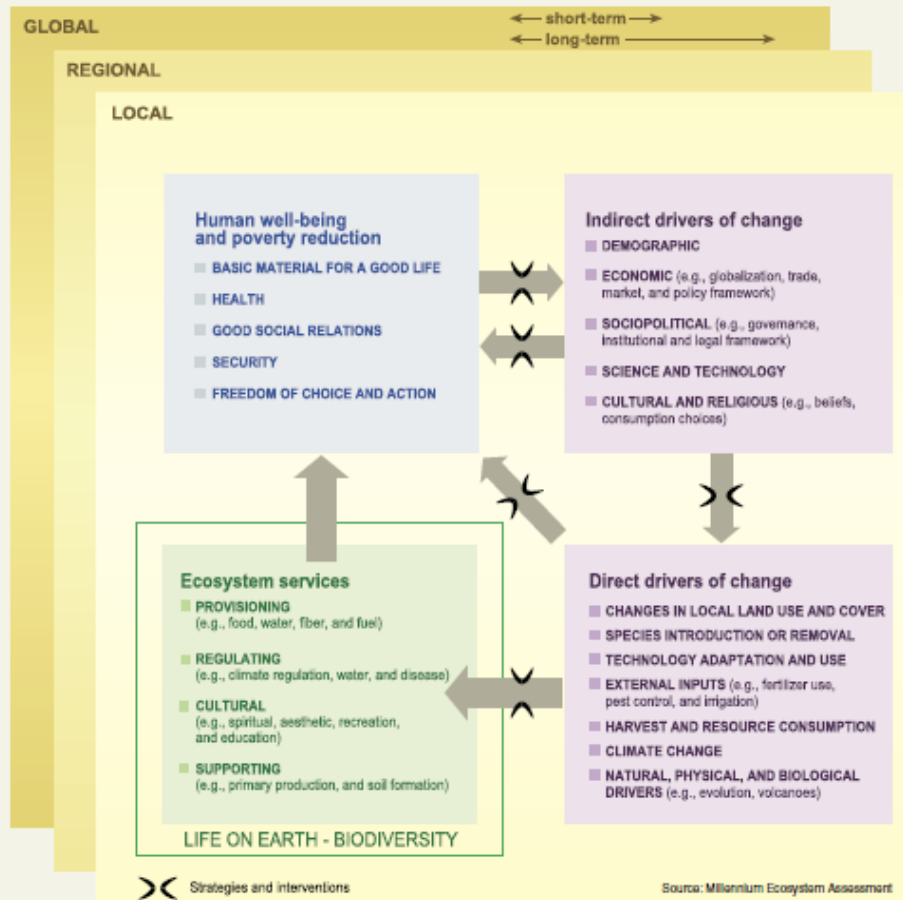 GLOBAL
short-term
long-term
REGIONAL
LOCAL
Human well-being
and poverty reduction
BASIC MATERIAL FOR A GOOD LIFE
HEALTH
GOOD SOCIAL RELATIONS
SECURITY
FREEDOM OF CHOICE AND ACTION
Indirect drivers of change
DEMOGRAPHIC
ECONOMIC (e.g., globalization, trade,
market, and policy framework)
SOCIOPOLITICAL (e.g., governance,
institutional and legal framework)
SCIENCE AND TECHNOLOGY
CULTURAL AND RELIGIOUS (e.g., beliefs,
consumption choices)
Ecosystem services
PROVISIONING
(e.g., food, water, fiber, and fuel)
REGULATING
(e.g., climate regulation, water, and disease)
CULTURAL
(e.g., spiritual, aesthetic, recreation,
and education)
SUPPORTING
(e.g., primary production, and soil formation)
LIFE ON EARTH - BIODIVERSITY
Direct drivers of change
CHANGES IN LOCAL LAND USE AND COVER
SPECIES INTRODUCTION OR REMOVAL
TECHNOLOGY ADAPTATION AND USE
EXTERNAL INPUTS (e.g., fertilizer use,
pest control, and irrigation)
HARVEST AND RESOURCE CONSUMPTION
CLIMATE CHANGE
NATURAL, PHYSICAL, AND BIOLOGICAL
DRIVERS (e.g., evolution, volcanoes)
Strategies and interventions
Source: Millennium Ecosystem Assessment